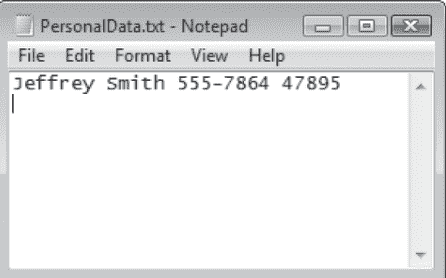 PersonalData.txt - Notepad
File Edit Format View Help
Jeffrey Smith 555-7864 47895